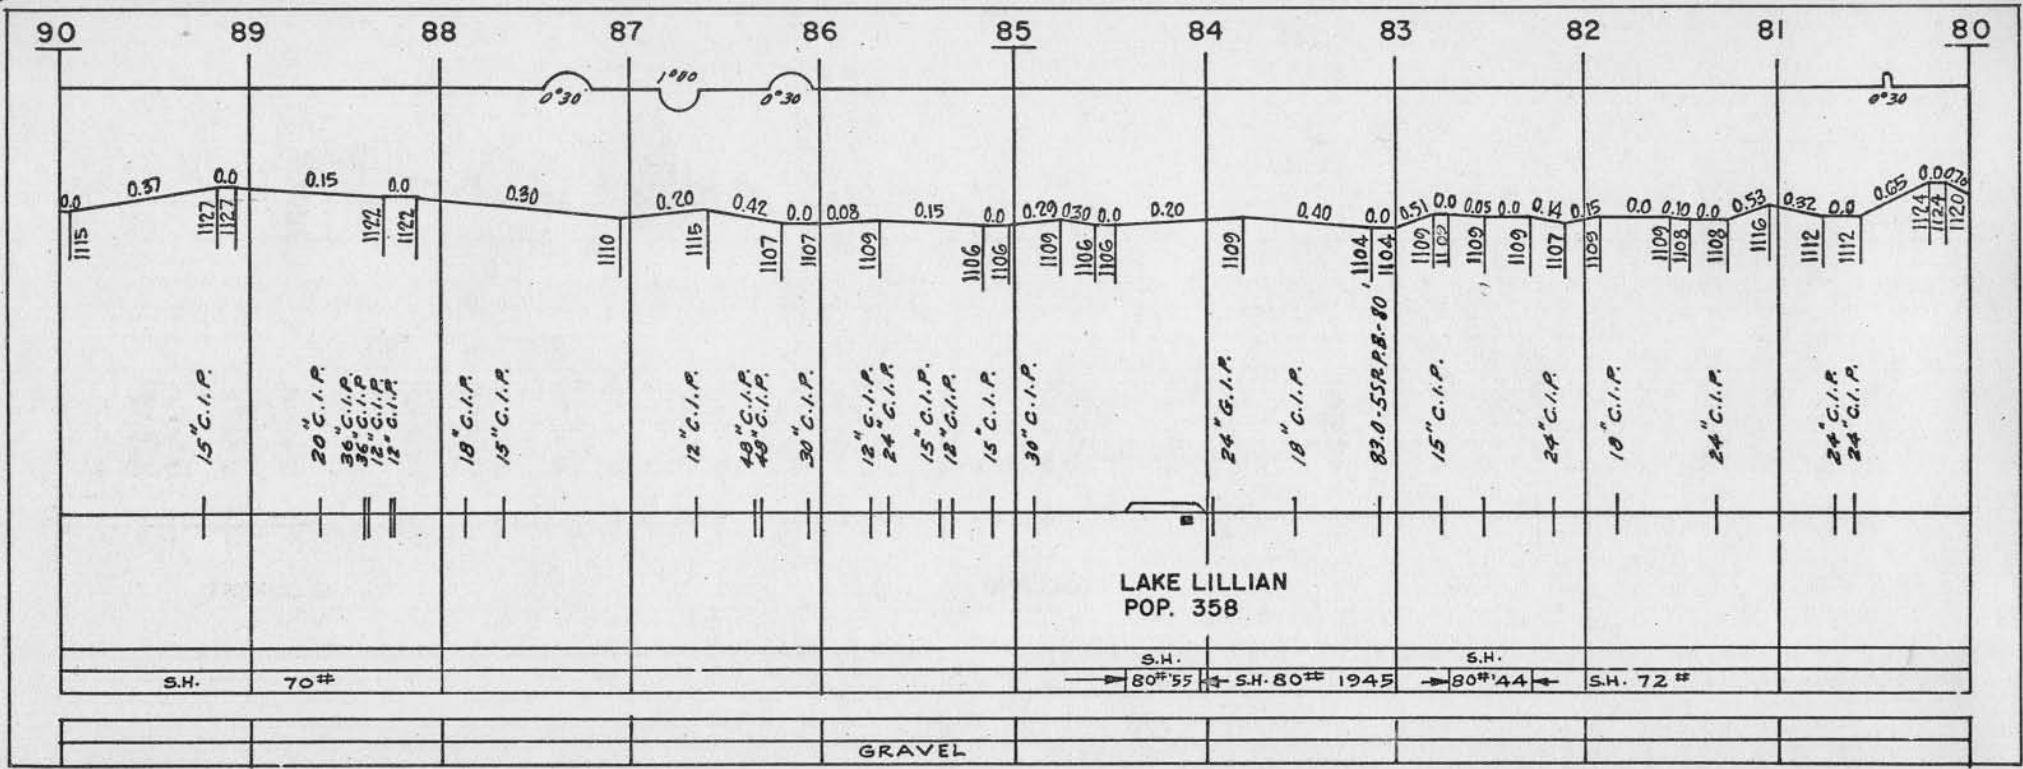 90 89 88 87 86 85 84 83 82 81 80
0°30' 1°00' 0°30' 0°30
0.0 0.37 0.0 0.15 0.0 0.30 0.20 0.42 0.0 0.08 0.15 0.0 0.29 0.30 0.0 0.20 0.40 0.0 0.51 0.0 0.05 0.0 0.14 0.15 0.0 0.10 0.0 0.53 0.32 0.0 0.65 0.0 0.70
1115 1127 1127 1122 1122 1110 1115 1107 1107 1109 1106 1106 1109 1106 1106 1109 1104 1104 1109 1109 1109 1109 1107 1109 1109 1108 1108 1116 1112 1112 1124 1124 1120
15" C.I.P.
20" C.I.P.
36" C.I.P.
36" C.I.P.
12" C.I.P.
12" C.I.P.
18" C.I.P.
15" C.I.P.
12" C.I.P.
48" C.I.P.
48" C.I.P.
30" C.I.P.
12" C.I.P.
24" C.I.P.
15" C.I.P.
12" C.I.P.
15" C.I.P.
30" C.I.P.
24" G.I.P.
18" C.I.P.
83.0-5SP.P.B.-80'
15" C.I.P.
24" C.I.P.
18" C.I.P.
24" C.I.P.
24" C.I.P.
24" C.I.P.
LAKE LILLIAN
POP. 358
S.H. S.H.
S.H. 70# 80#'55 S.H. 80# 1945 80#'44 S.H. 72#
GRAVEL